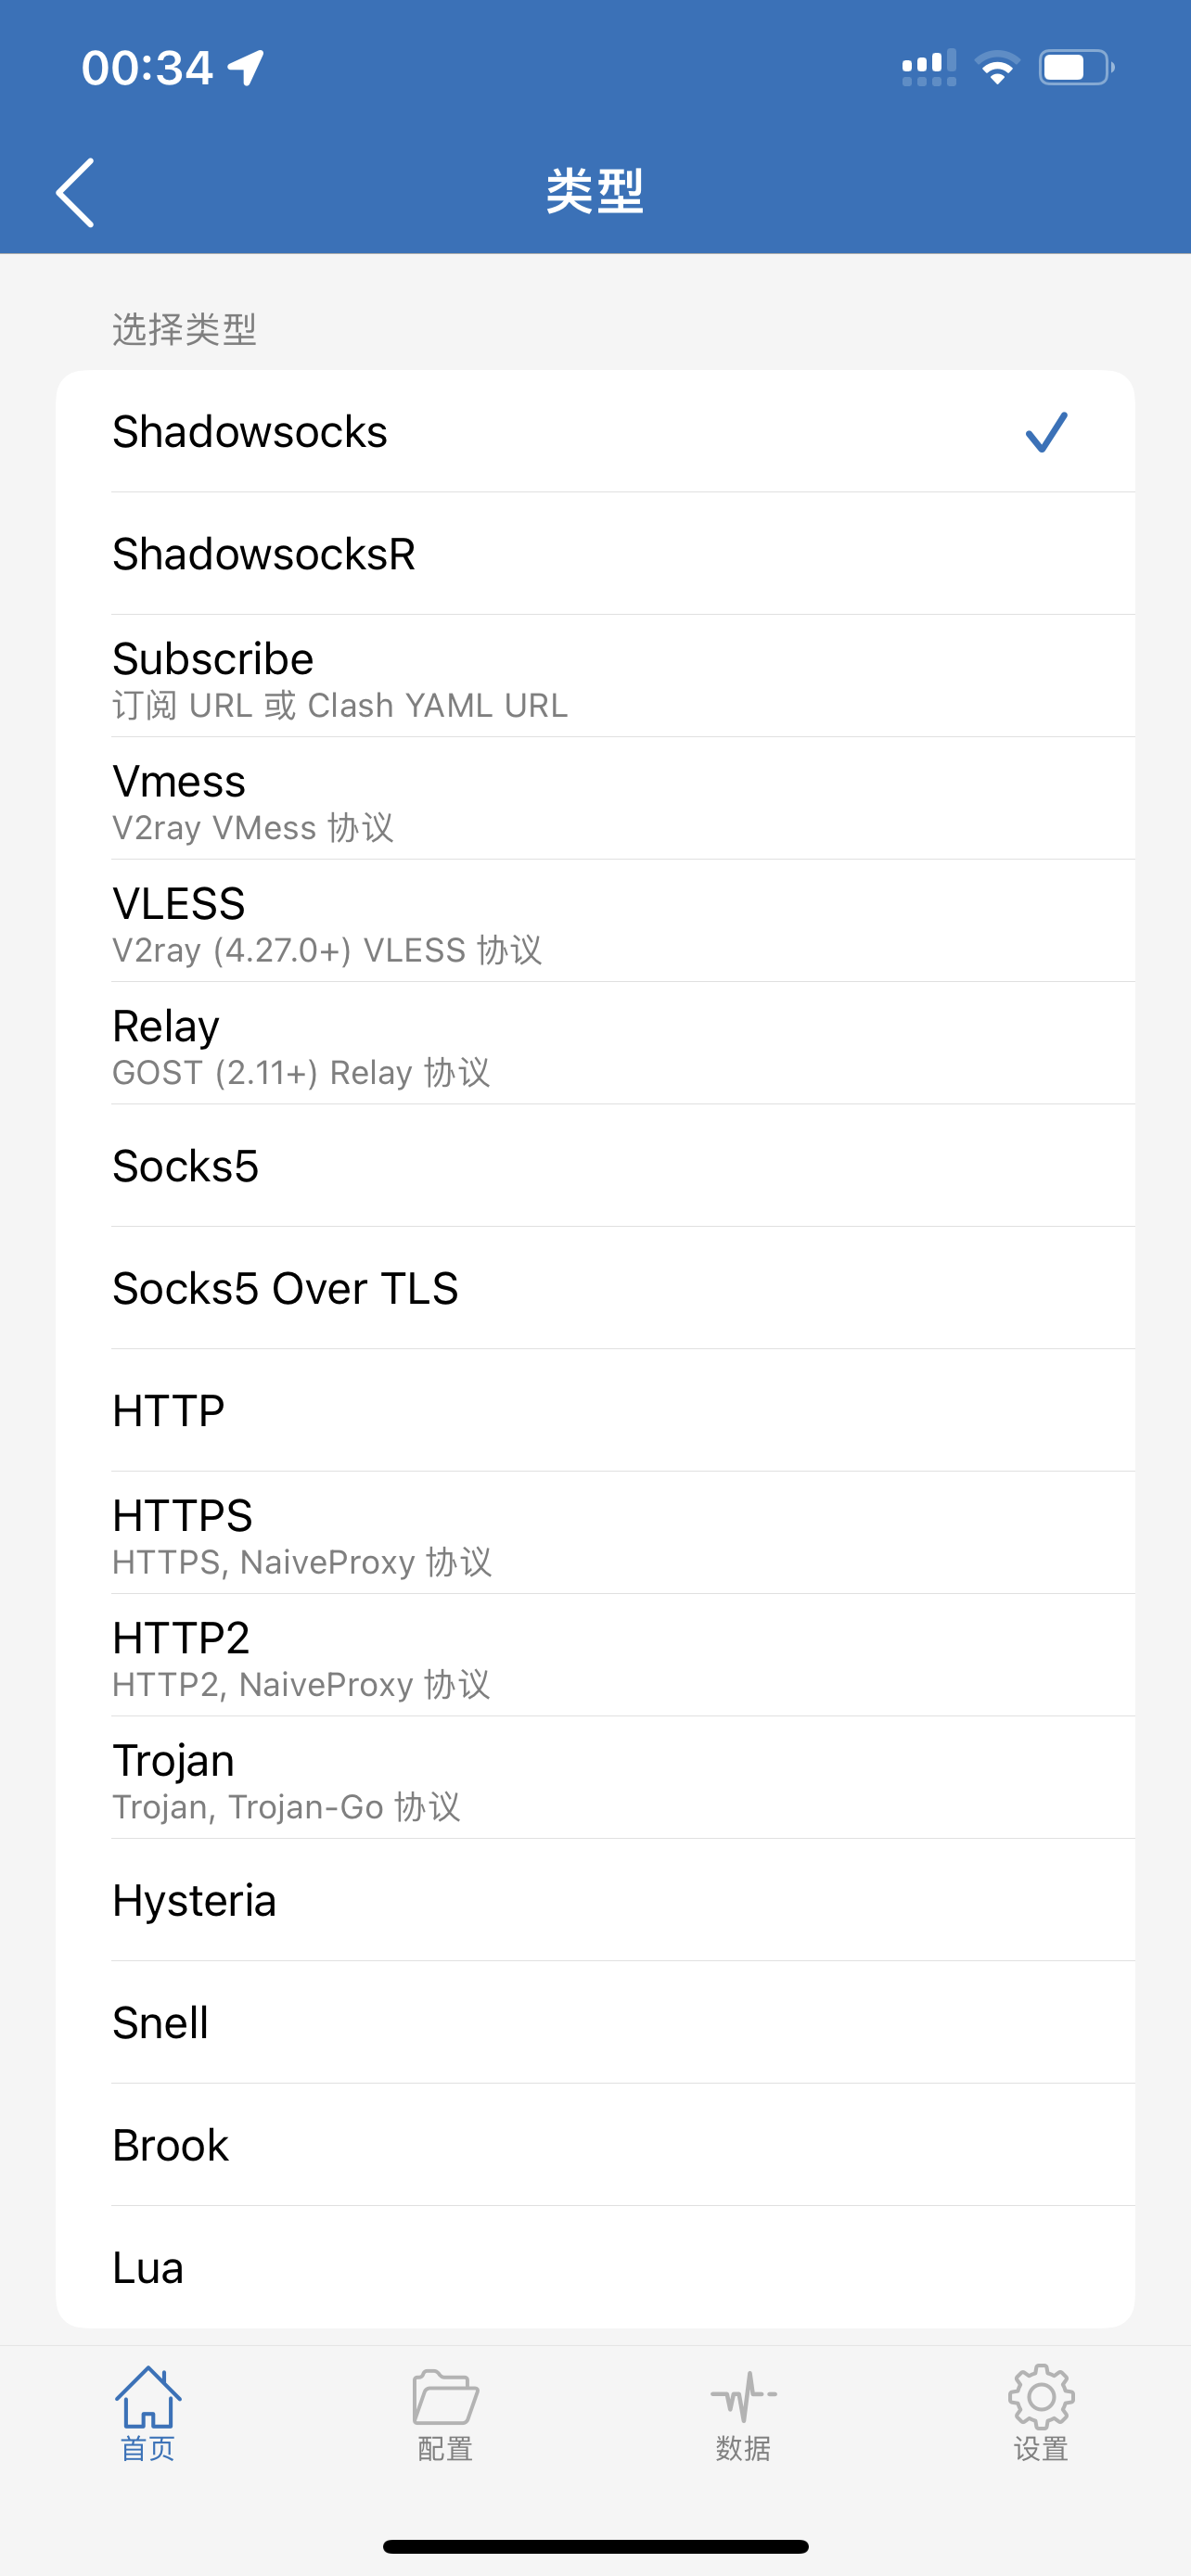 00:34
类型
选择类型
Shadowsocks
ShadowsocksR
Subscribe
订阅 URL 或 Clash YAML URL
Vmess
V2ray VMess 协议
VLESS
V2ray (4.27.0+) VLESS 协议
Relay
GOST (2.11+) Relay 协议
Socks5
Socks5 Over TLS
HTTP
HTTPS
HTTPS, NaiveProxy 协议
HTTP2
HTTP2, NaiveProxy 协议
Trojan
Trojan, Trojan-Go 协议
Hysteria
Snell
Brook
Lua
首页 配置 数据 设置